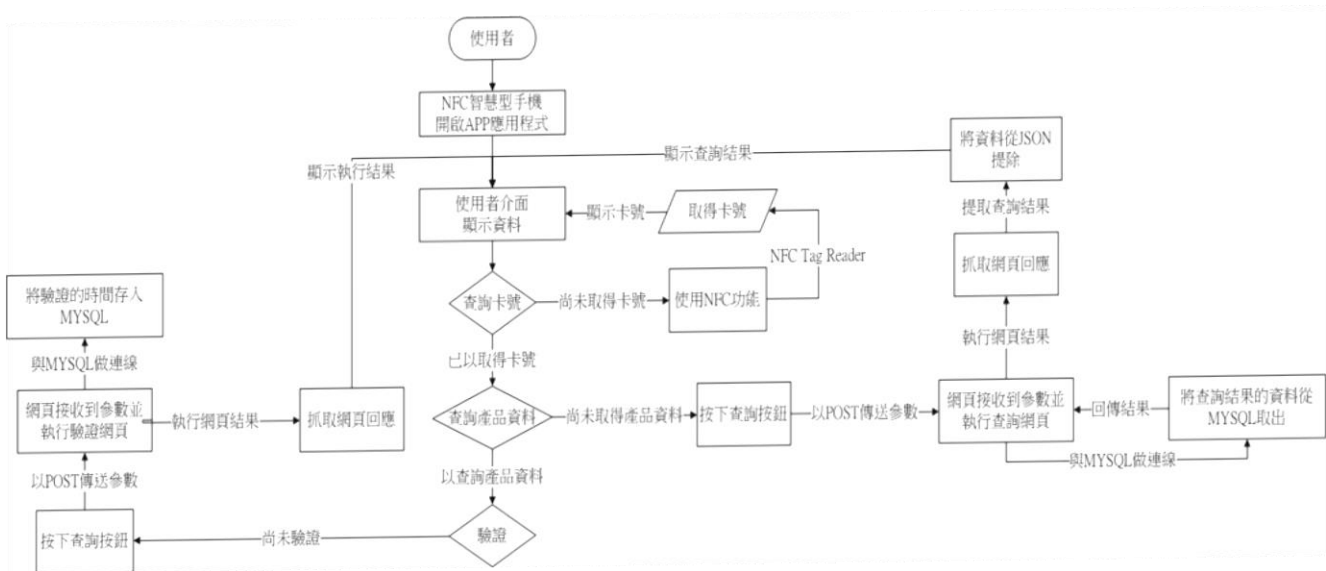 使用者
NFC智慧型手機
開啟APP應用程式
將資料從JSON
提除
顯示查詢結果
顯示執行結果
使用者介面
顯示資料
顯示卡號
取得卡號
提取查詢結果
NFC Tag Reader
抓取網頁回應
將驗證的時間存入
MYSQL
查詢卡號
尚未取得卡號
使用NFC功能
執行網頁結果
與MYSQL做連線
已以取得卡號
網頁接收到參數並
執行驗證網頁
執行網頁結果
抓取網頁回應
查詢產品資料
尚未取得產品資料
按下查詢按鈕
以POST傳送參數
網頁接收到參數並
執行查詢網頁
回傳結果
將查詢結果的資料從
MYSQL取出
與MYSQL做連線
以POST傳送參數
以查詢產品資料
按下查詢按鈕
尚未驗證
驗證